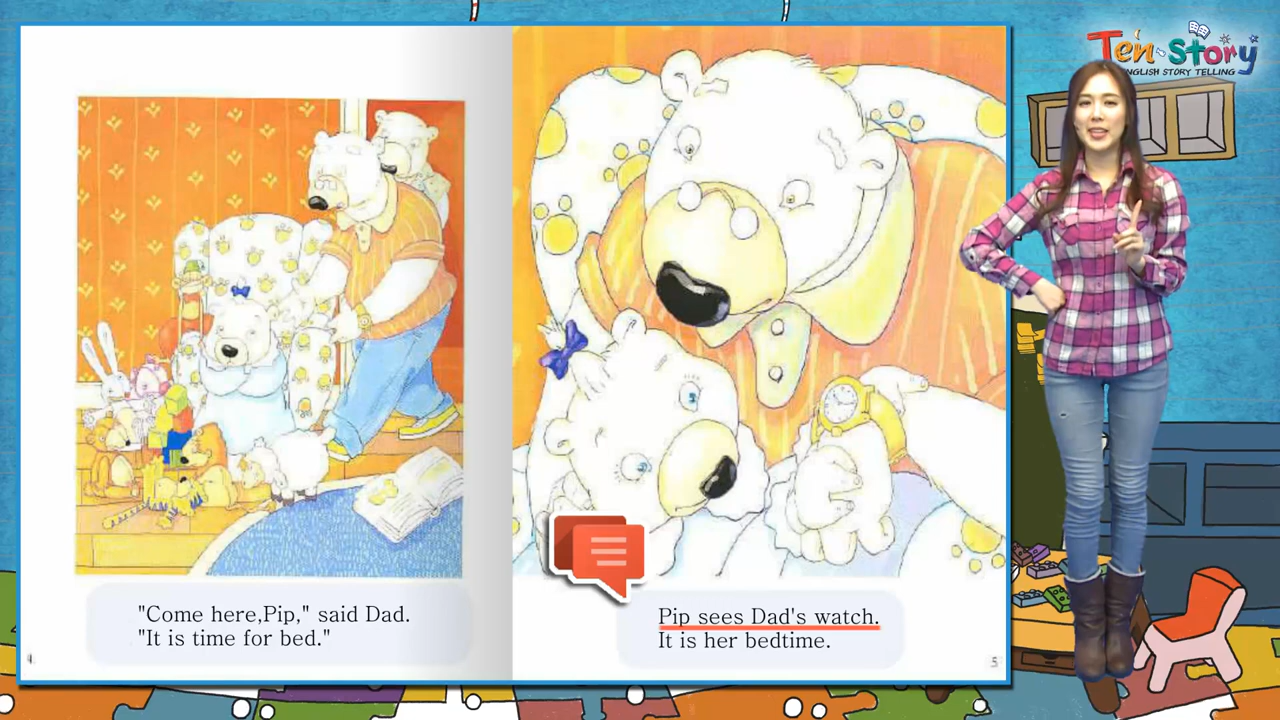 Ten-Story
ENGLISH STORY TELLING
"Come here,Pip," said Dad.
"It is time for bed."
4
Pip sees Dad's watch.
It is her bedtime.
5